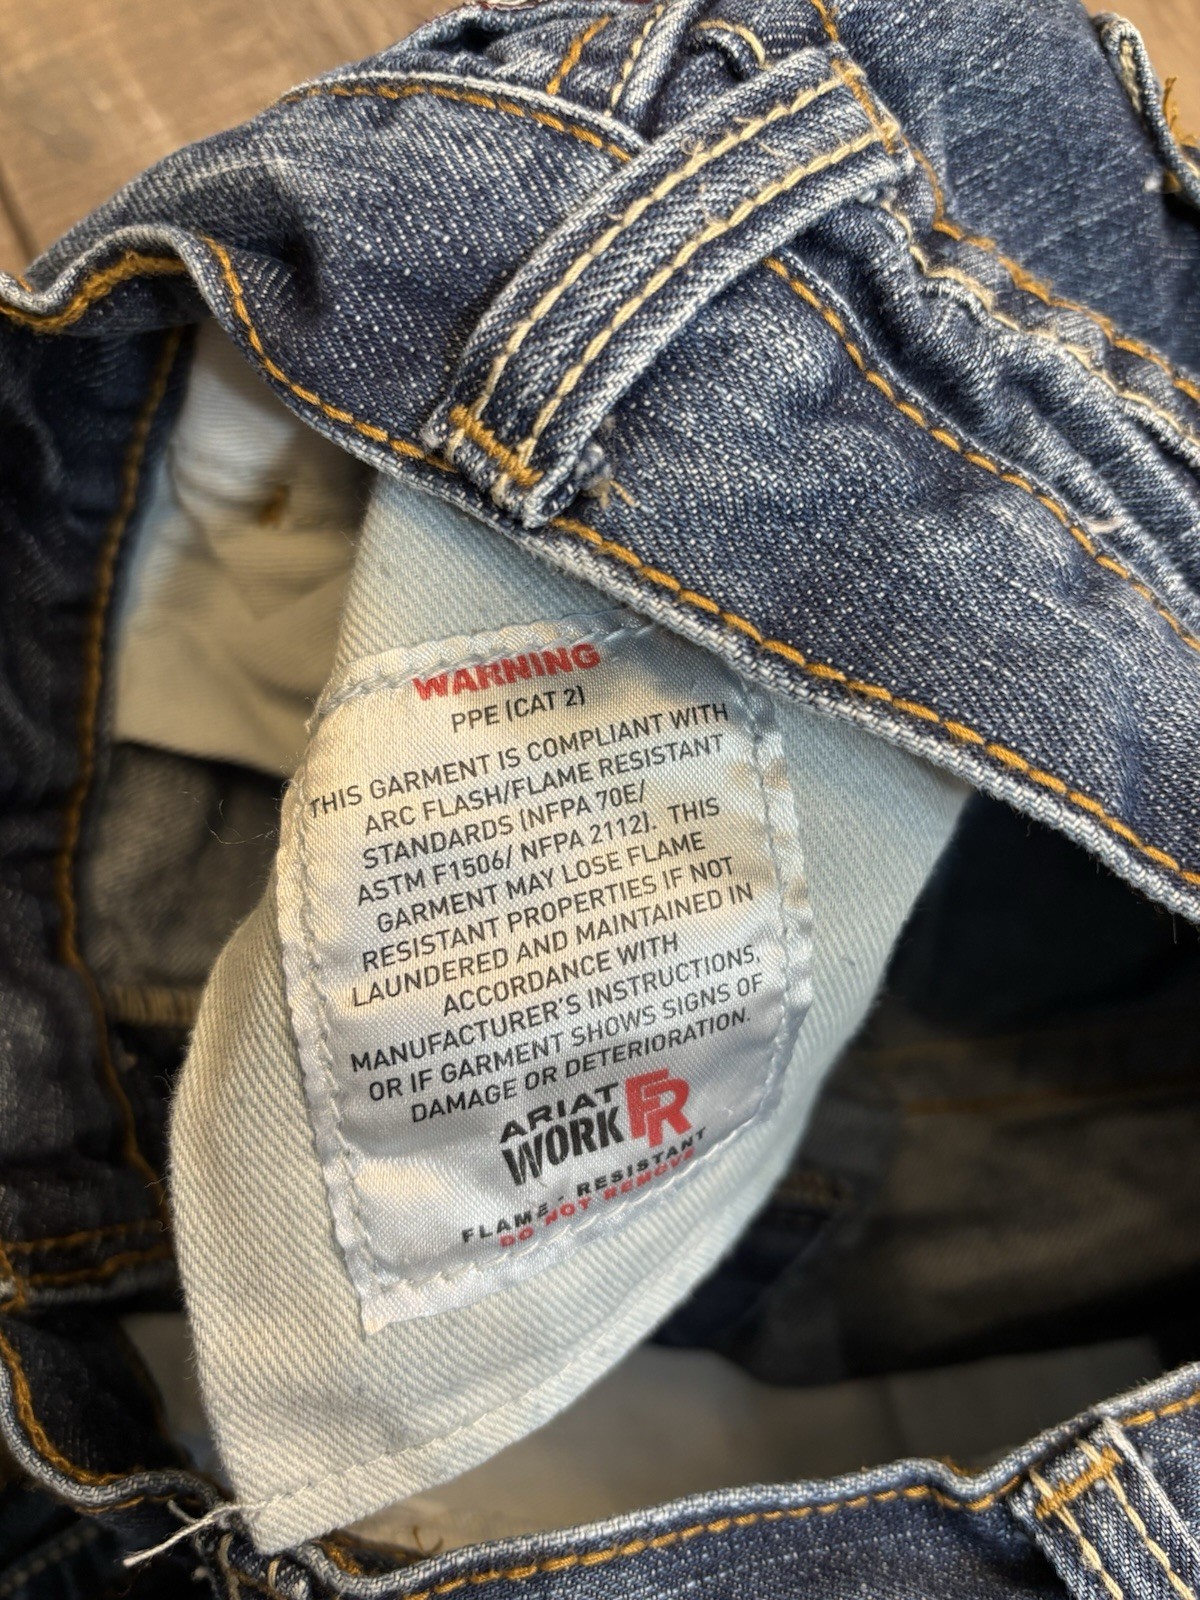 WARNING
PPE (CAT 2)
THIS GARMENT IS COMPLIANT WITH
ARC FLASH/FLAME RESISTANT
STANDARDS (NFPA 70E/
ASTM F1506/ NFPA 2112). THIS
GARMENT MAY LOSE FLAME
RESISTANT PROPERTIES IF NOT
LAUNDERED AND MAINTAINED IN
ACCORDANCE WITH
MANUFACTURER'S INSTRUCTIONS,
OR IF GARMENT SHOWS SIGNS OF
DAMAGE OR DETERIORATION.
ARIAT
WORK FR
FLAME-RESISTANT
DO NOT REMOVE